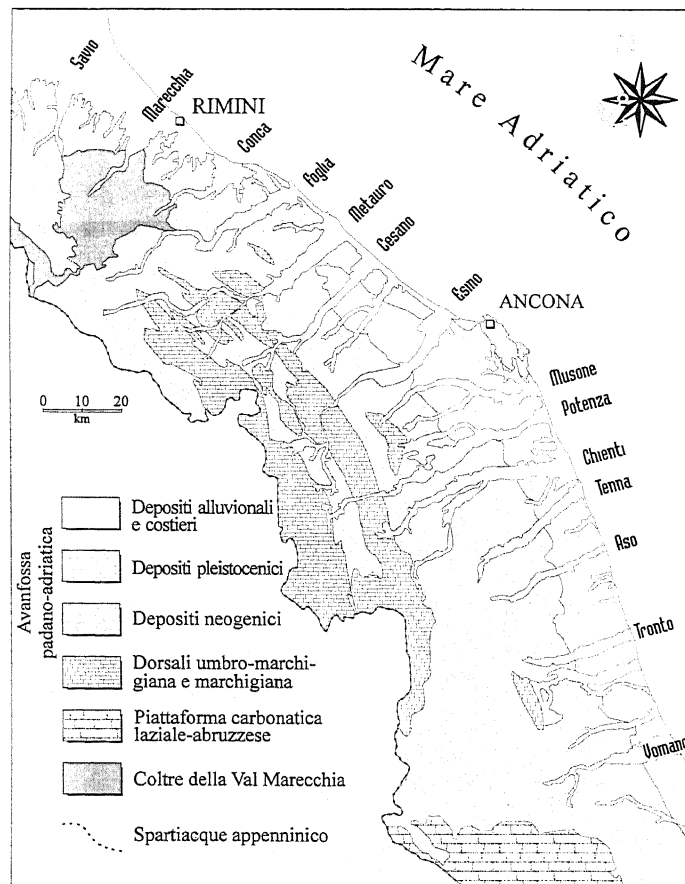 Savio
Marecchia
RIMINI
Conca
Foglia
Metauro
Cesano
Esino
ANCONA
Mare Adriatico
Musone
Potenza
Chienti
Tenna
Aso
Tronto
Vomano
0 10 20
km
Avanfossa
padano-adriatica
Depositi alluvionali
e costieri
Depositi pleistocenici
Depositi neogenici
Dorsali umbro-marchi-
giana e marchigiana
Piattaforma carbonatica
laziale-abruzzese
Coltre della Val Marecchia
Spartiacque appenninico